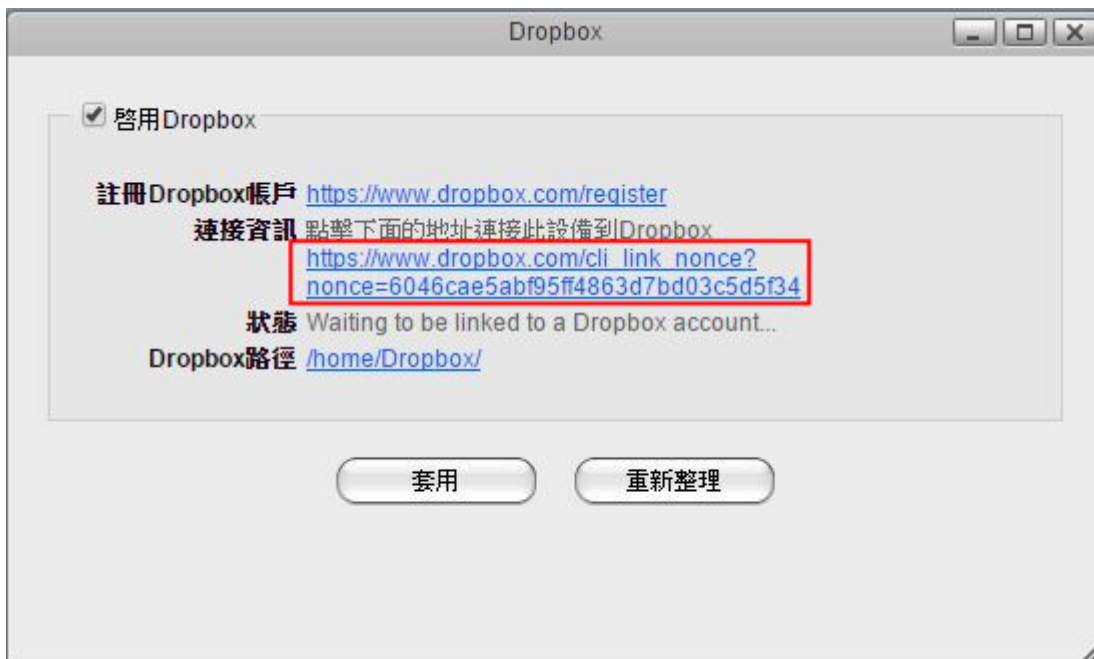 Dropbox
啓用Dropbox
註冊Dropbox帳戶 https://www.dropbox.com/register
連接資訊 點擊下面的地址連接此設備到Dropbox
https://www.dropbox.com/cli_link_nonce?
nonce=6046cae5abf95ff4863d7bd03c5d5f34
狀態 Waiting to be linked to a Dropbox account...
Dropbox路徑 /home/Dropbox/
套用 重新整理